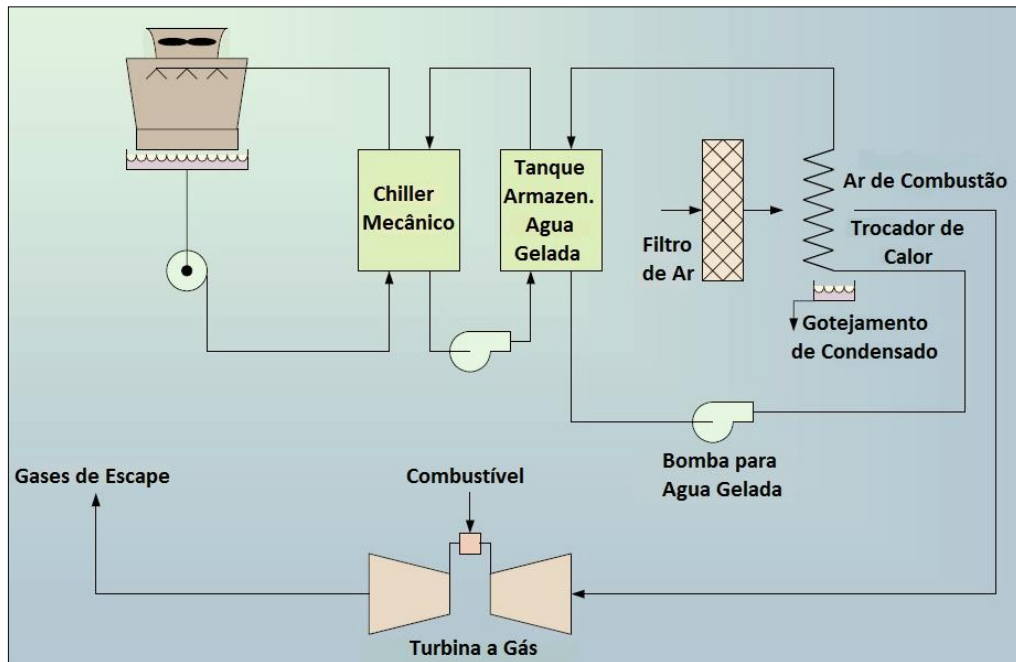 Chiller
Mecânico
Tanque
Armazen.
Agua
Gelada
Filtro
de Ar
Ar de Combustão
Trocador de
Calor
Gotejamento
de Condensado
Bomba para
Agua Gelada
Gases de Escape
Combustível
Turbina a Gás